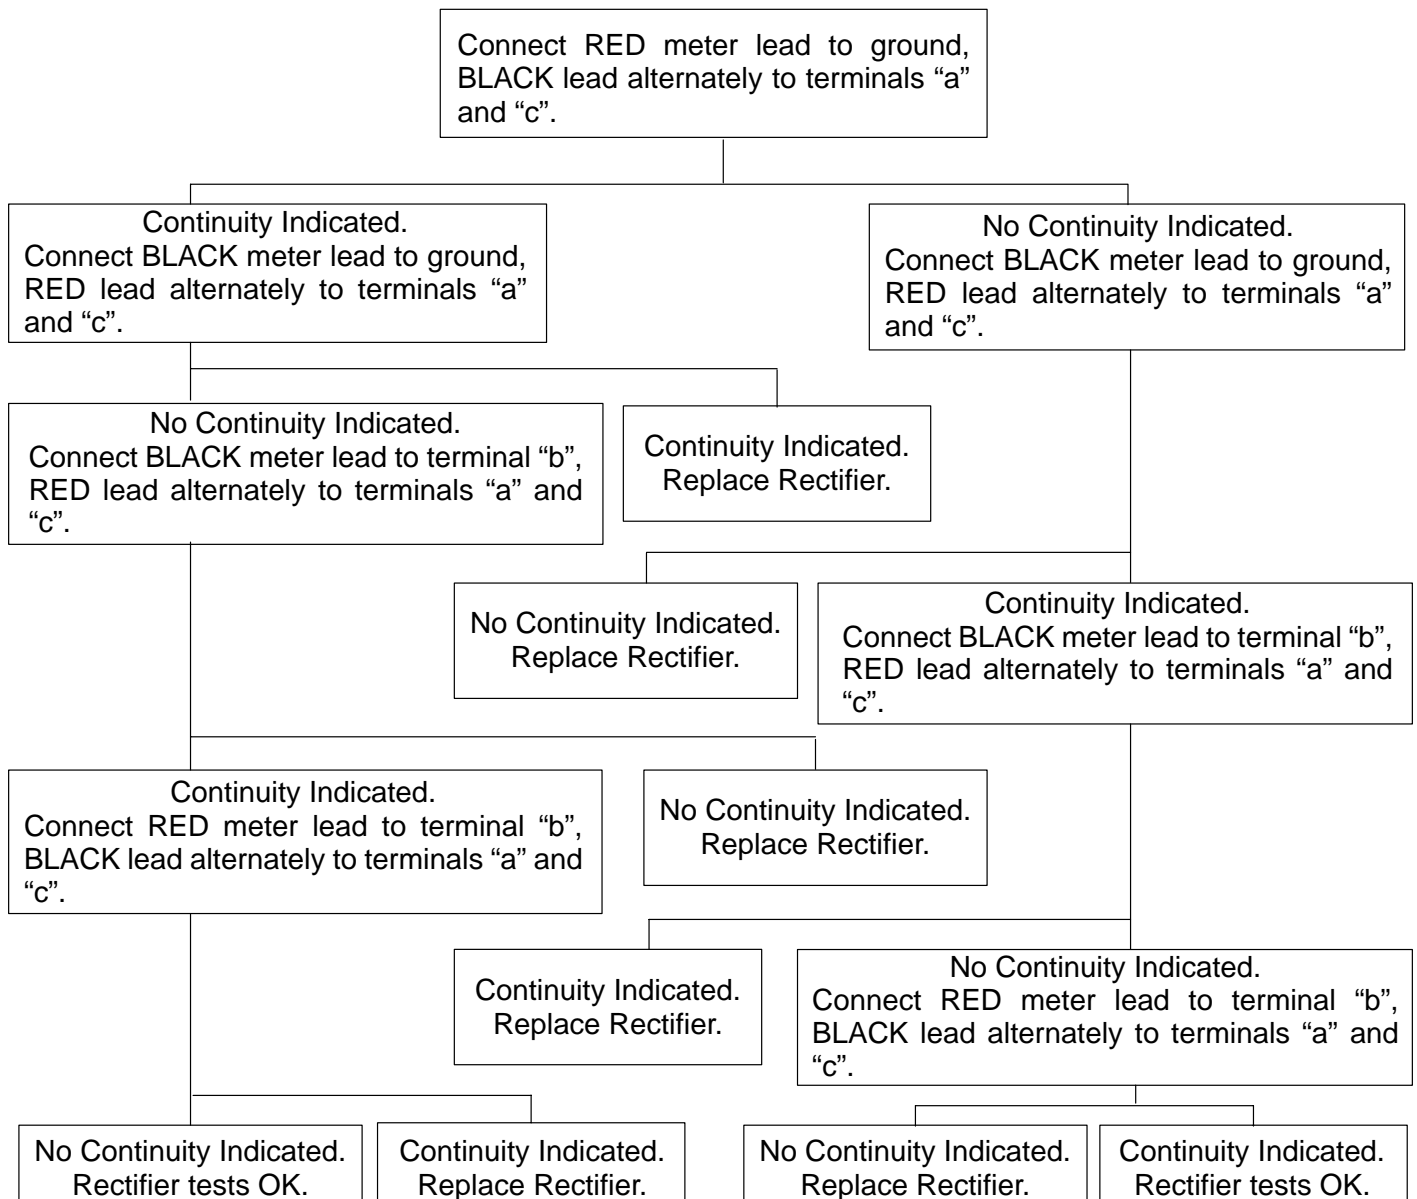 Connect RED meter lead to ground,
BLACK lead alternately to terminals “a”
and “c”.
Continuity Indicated.
Connect BLACK meter lead to ground,
RED lead alternately to terminals “a”
and “c”.
No Continuity Indicated.
Connect BLACK meter lead to ground,
RED lead alternately to terminals “a”
and “c”.
No Continuity Indicated.
Connect BLACK meter lead to terminal “b”,
RED lead alternately to terminals “a” and
“c”.
Continuity Indicated.
Replace Rectifier.
No Continuity Indicated.
Replace Rectifier.
Continuity Indicated.
Connect BLACK meter lead to terminal “b”,
RED lead alternately to terminals “a” and
“c”.
Continuity Indicated.
Connect RED meter lead to terminal “b”,
BLACK lead alternately to terminals “a” and
“c”.
No Continuity Indicated.
Replace Rectifier.
Continuity Indicated.
Replace Rectifier.
No Continuity Indicated.
Connect RED meter lead to terminal “b”,
BLACK lead alternately to terminals “a” and
“c”.
No Continuity Indicated.
Rectifier tests OK.
Continuity Indicated.
Replace Rectifier.
No Continuity Indicated.
Replace Rectifier.
Continuity Indicated.
Rectifier tests OK.